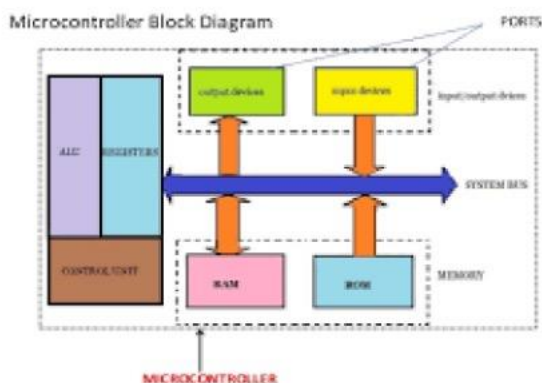 Microcontroller Block Diagram
PORTS
output devices
input devices
input/output devices
ALU
REGISTERS
SYSTEM BUS
CONTROL UNIT
RAM
ROM
MEMORY
MICROCONTROLLER